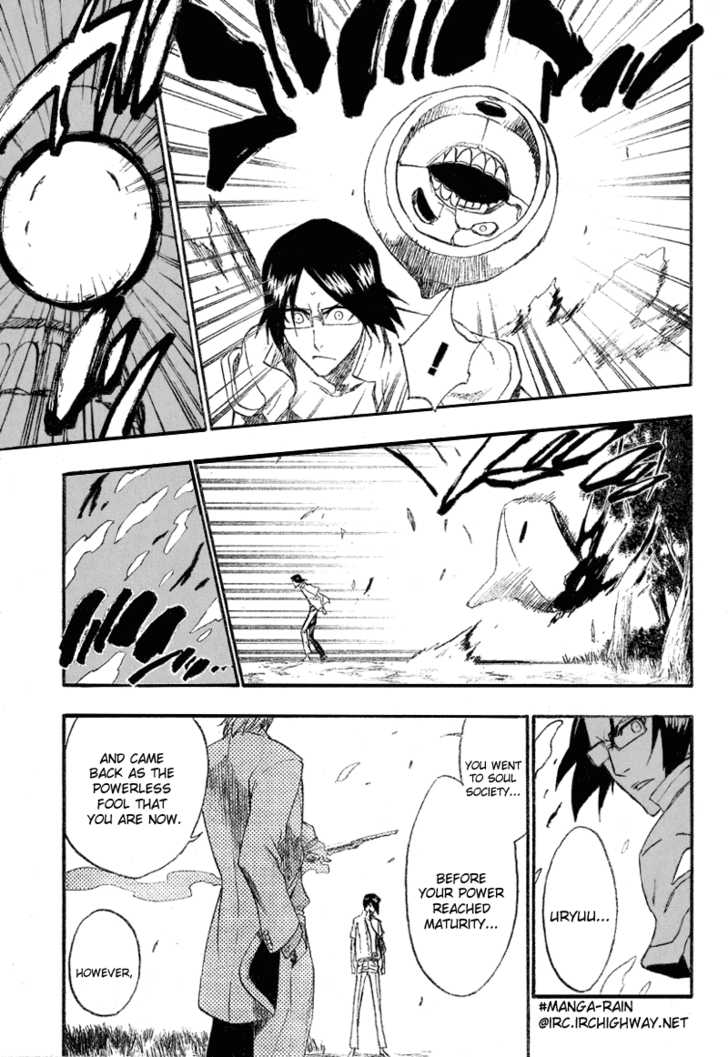 !
URYUU...
YOU WENT
TO SOUL
SOCIETY...
BEFORE
YOUR POWER
REACHED
MATURITY...
AND CAME
BACK AS THE
POWERLESS
FOOL THAT
YOU ARE NOW.
HOWEVER,
#MANGA-RAIN
@IRC.IRCHIGHWAY.NET